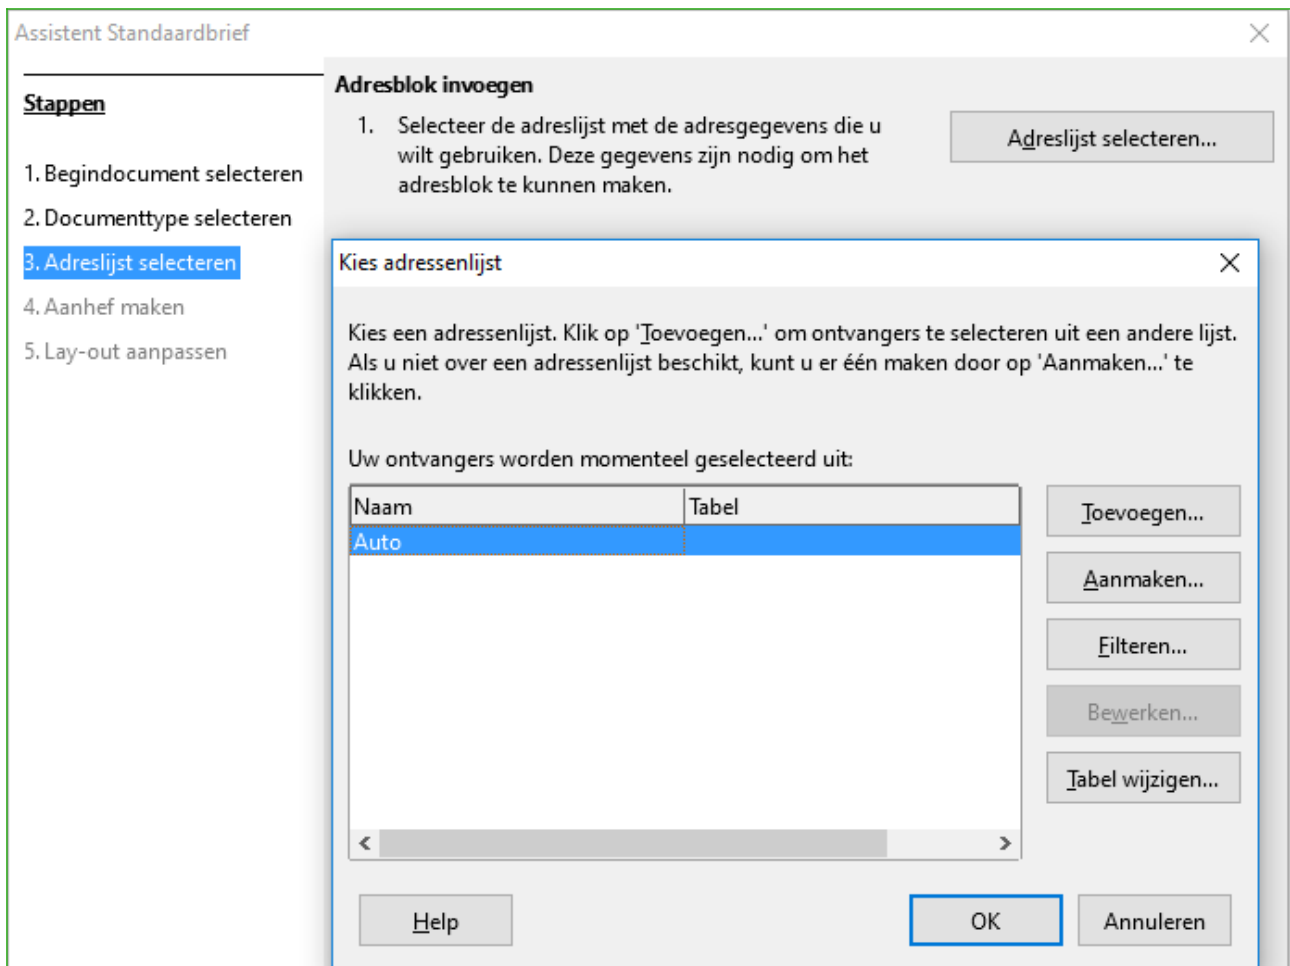 Assistent Standaardbrief
Stappen
1. Begindocument selecteren
2. Documenttype selecteren
3. Adreslijst selecteren
4. Aanhef maken
5. Lay-out aanpassen
Adresblok invoegen
1. Selecteer de adreslijst met de adresgegevens die u
wilt gebruiken. Deze gegevens zijn nodig om het
adresblok te kunnen maken.
Adreslijst selecteren...
Kies adressenlijst
Kies een adressenlijst. Klik op 'Toevoegen...' om ontvangers te selecteren uit een andere lijst.
Als u niet over een adressenlijst beschikt, kunt u er één maken door op 'Aanmaken...' te
klikken.
Uw ontvangers worden momenteel geselecteerd uit:
Naam Tabel
Auto
Toevoegen...
Aanmaken...
Filteren...
Bewerken...
Tabel wijzigen...
Help OK Annuleren